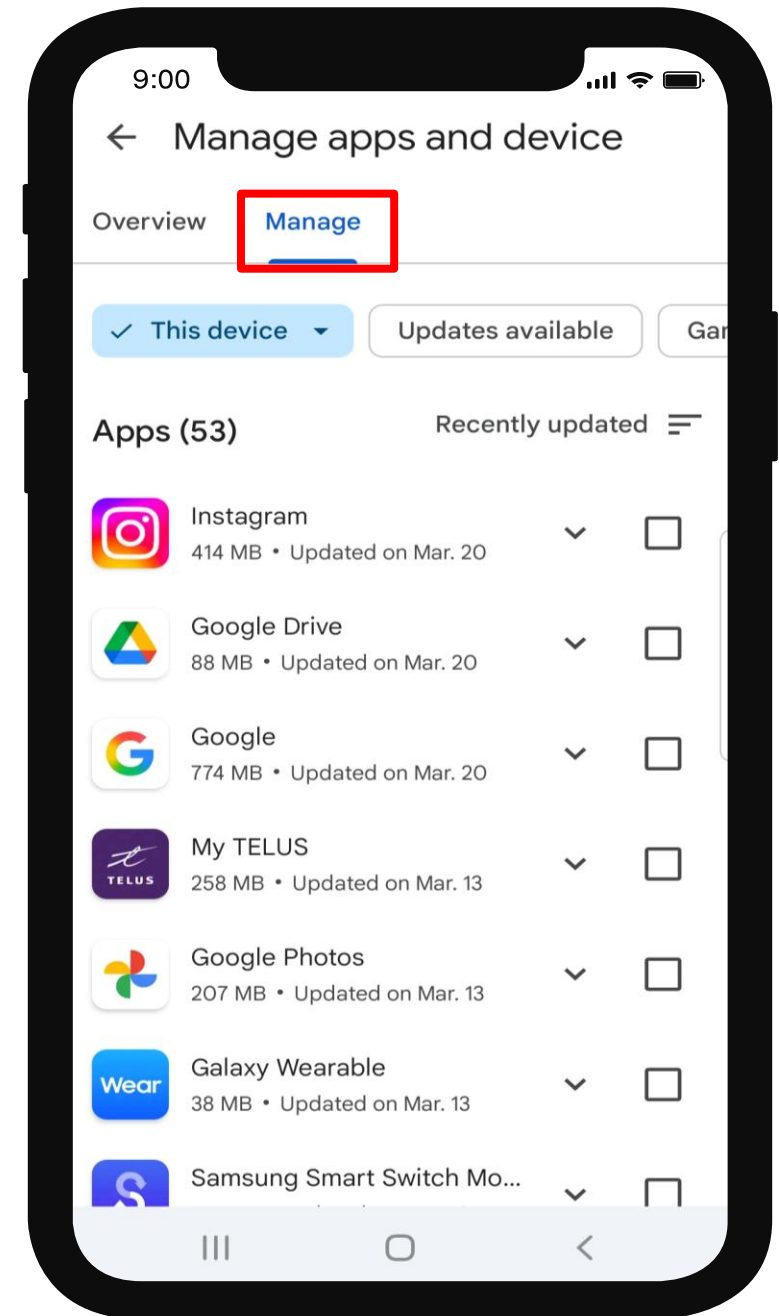 9:00
Manage apps and device
Overview Manage
This device Updates available Gar
Apps (53) Recently updated
Instagram
414 MB • Updated on Mar. 20
Google Drive
88 MB • Updated on Mar. 20
Google
774 MB • Updated on Mar. 20
TELUS
My TELUS
258 MB • Updated on Mar. 13
Google Photos
207 MB • Updated on Mar. 13
Wear
Galaxy Wearable
38 MB • Updated on Mar. 13
Samsung Smart Switch Mo...